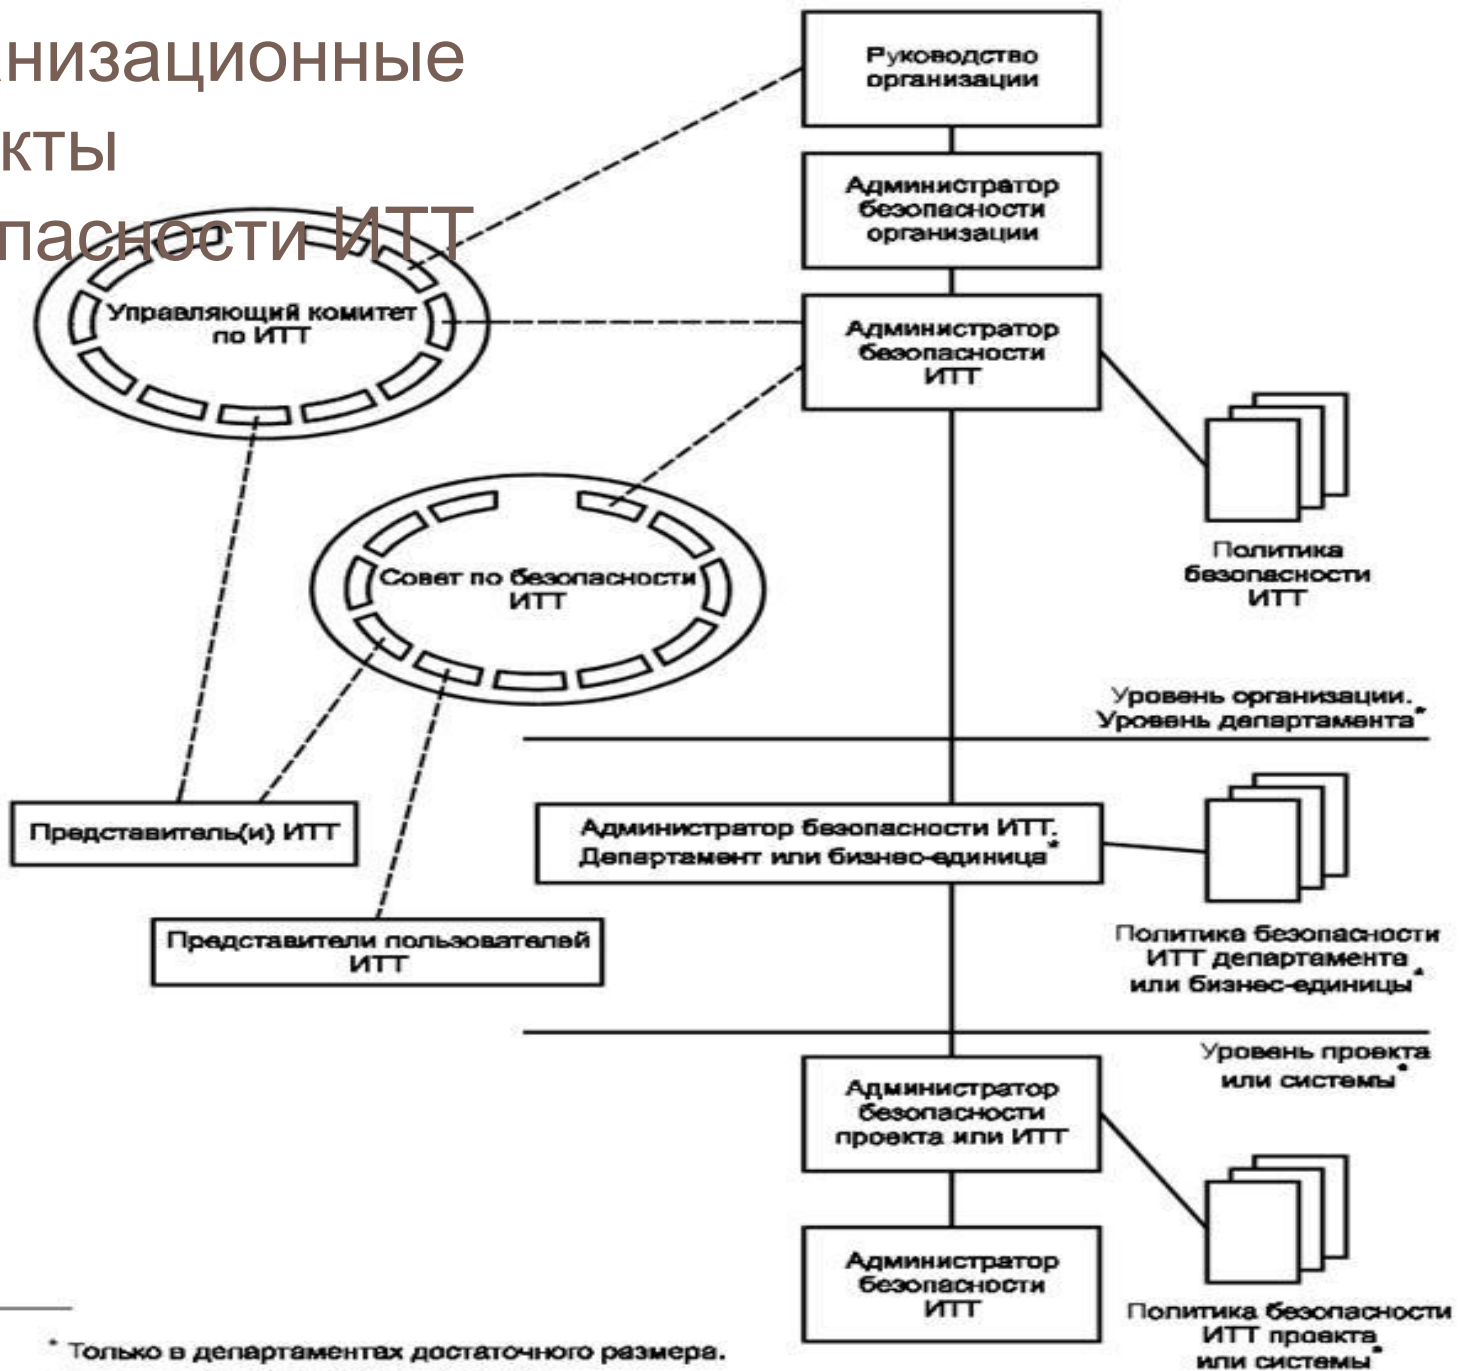 низационные
кты
пасности ИТТ
Руководство
организации
Администратор
безопасности
организации
Управляющий комитет
по ИТТ
Администратор
безопасности
ИТТ
Политика
безопасности
ИТТ
Совет по безопасности
ИТТ
Уровень организации.
Уровень департамента*
Представитель(и) ИТТ
Администратор безопасности ИТТ.
Департамент или бизнес-единица*
Представители пользователей
ИТТ
Политика безопасности
ИТТ департамента
или бизнес-единицы*
Уровень проекта
или системы*
Администратор
безопасности
проекта или ИТТ
Администратор
безопасности
ИТТ
Политика безопасности
ИТТ проекта
или системы*
* Только в департаментах достаточного размера.